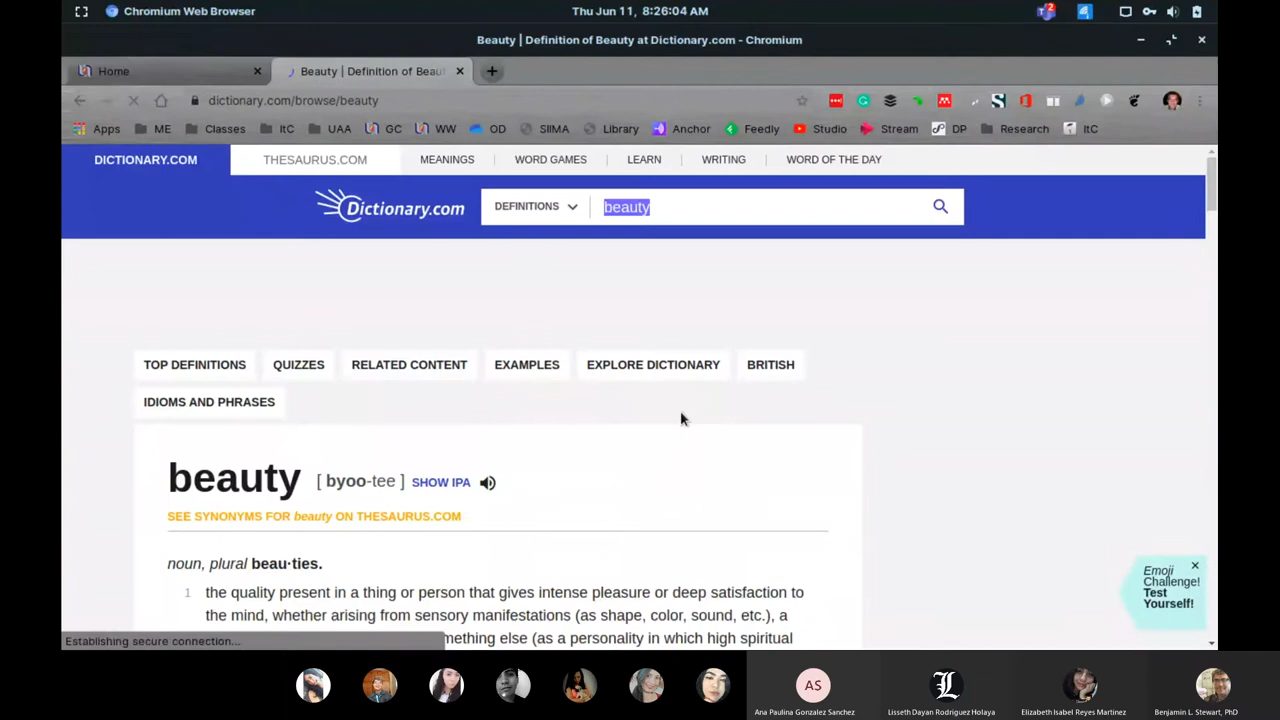 Chromium Web Browser Thu Jun 11, 8:26:04 AM 2
Beauty | Definition of Beauty at Dictionary.com - Chromium
Home Beauty | Definition of Beau
dictionary.com/browse/beauty
Apps ME Classes ItC UAA GC WW OD SIIMA Library Anchor Feedly Studio Stream DP Research ItC
DICTIONARY.COM THESAURUS.COM MEANINGS WORD GAMES LEARN WRITING WORD OF THE DAY
Dictionary.com DEFINITIONS beauty
TOP DEFINITIONS QUIZZES RELATED CONTENT EXAMPLES EXPLORE DICTIONARY BRITISH
IDIOMS AND PHRASES
beauty [ byoo-tee ] SHOW IPA
SEE SYNONYMS FOR beauty ON THESAURUS.COM
noun, plural beau·ties.
1 the quality present in a thing or person that gives intense pleasure or deep satisfaction to
the mind, whether arising from sensory manifestations (as shape, color, sound, etc.), a
mething else (as a personality in which high spiritual
Emoji
Challenge!
Test
Yourself!
Establishing secure connection...
AS L
Ana Paulina Gonzalez Sanchez Lisseth Dayan Rodriguez Holaya Elizabeth Isabel Reyes Martinez Benjamin L. Stewart, PhD